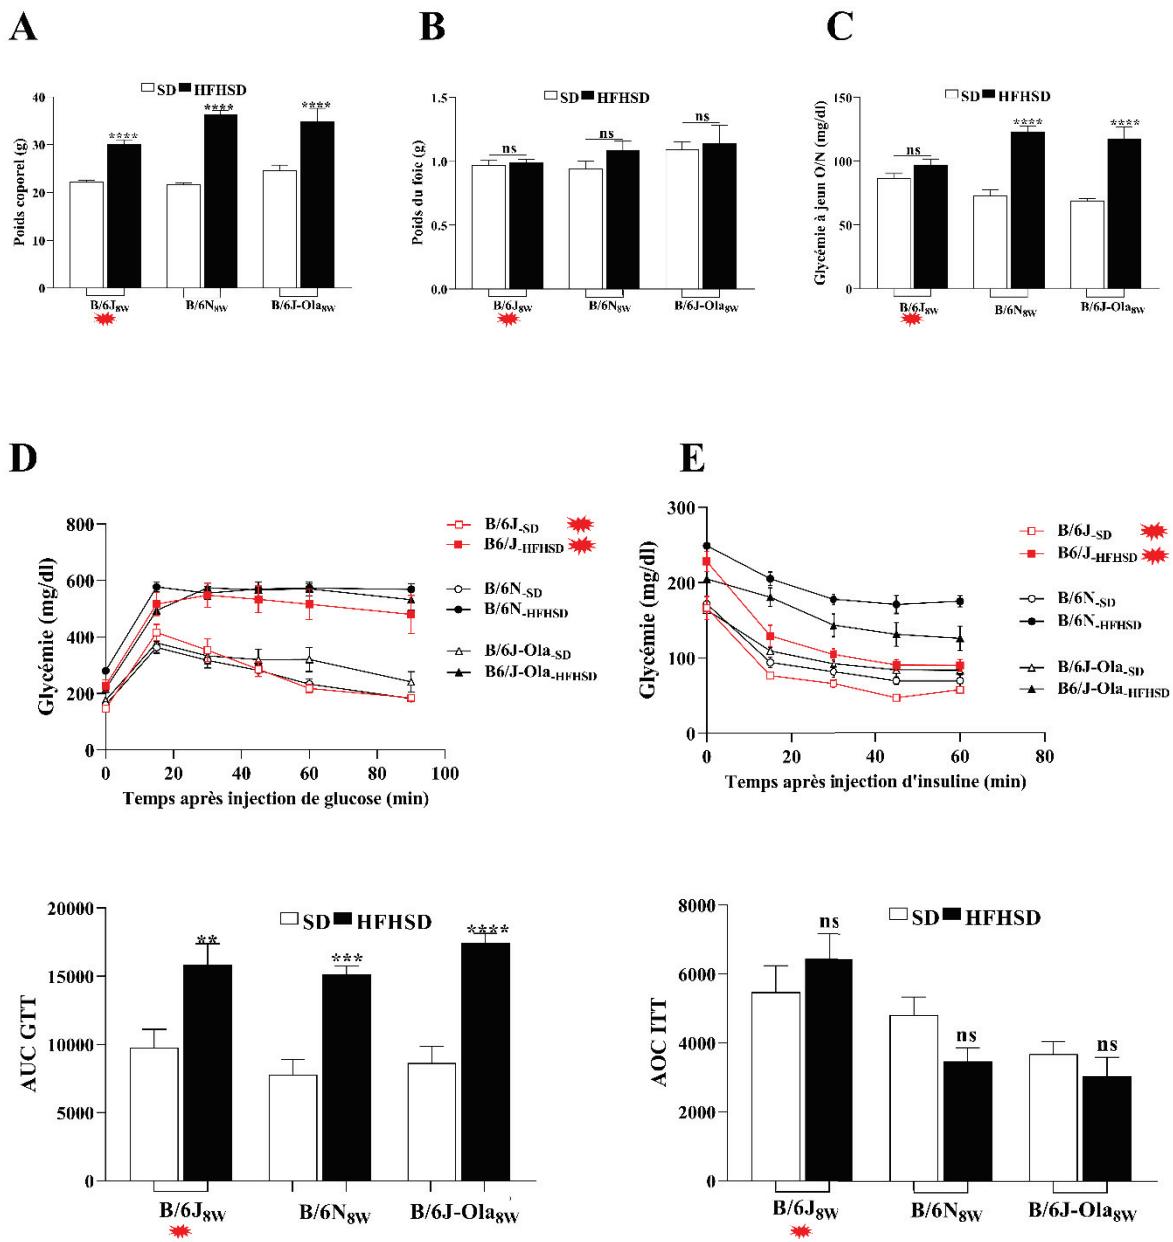 A
B
C
SD HFHSD
Poids coporel (g)
40
30
20
10
0
****
****
****
B/6J8W
B/6N8W
B/6J-Ola8W
SD HFHSD
Poids du foic (g)
1.5
1.0
0.5
0.0
ns
ns
ns
B/6J8W
B/6N8W
B/6J-Ola8W
SD HFHSD
Glycémie à jeun O/N (mg/dl)
150
100
50
0
ns
****
****
B/6J8W
B/6N8W
B/6J-Ola8W
D
Glycémie (mg/dl)
800
600
400
200
0
0 20 40 60 80 100
Temps après injection de glucose (min)
B/6J-SD
B6/J-HFHSD
B/6N-SD
B/6N-HFHSD
B/6J-Ola-SD
B6/J-Ola-HFHSD
E
Glycémie (mg/dl)
300
200
100
0
0 20 40 60 80
Temps après injection d'insuline (min)
B/6J-SD
B6/J-HFHSD
B/6N-SD
B/6N-HFHSD
B/6J-Ola-SD
B6/J-Ola-HFHSD
SD HFHSD
AUC GTT
20000
15000
10000
5000
0
**
***
****
B/6J8W
B/6N8W
B/6J-Ola8W
SD HFHSD
AOC ITT
8000
6000
4000
2000
0
ns
ns
ns
B/6J8W
B/6N8W
B/6J-Ola8W